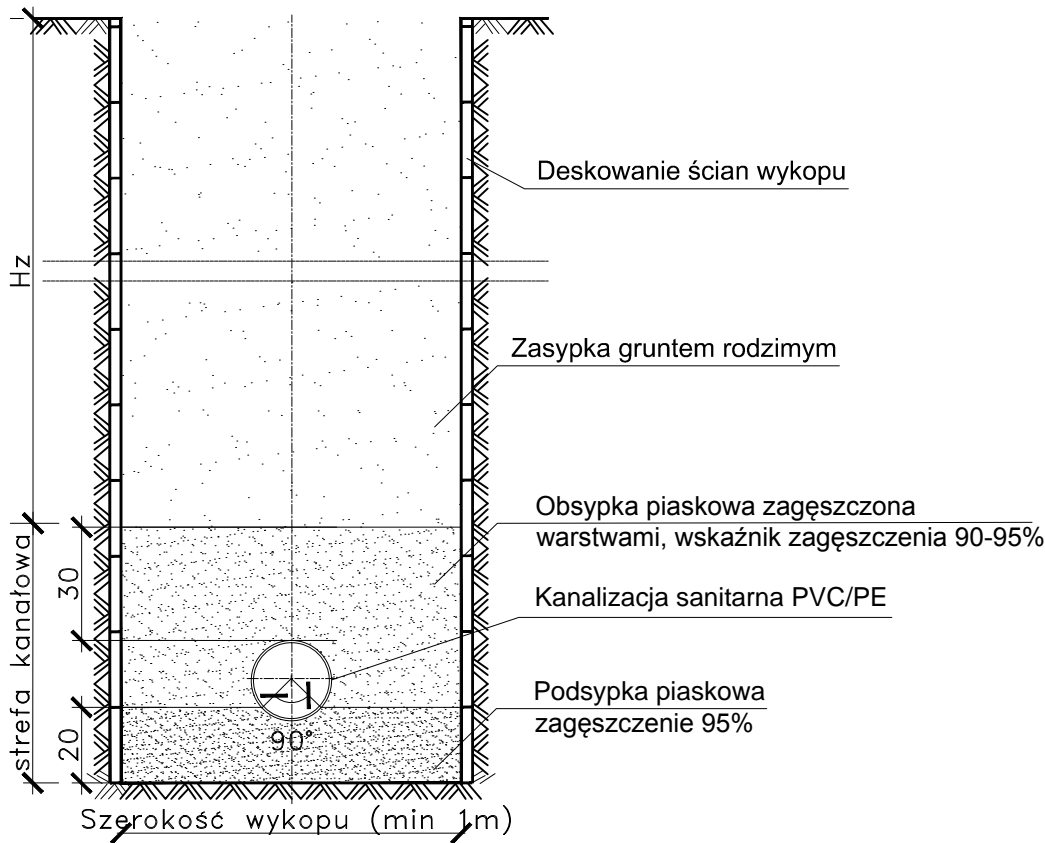 Deskowanie ścian wykopu
Hz
Zasypka gruntem rodzimym
Obsypka piaskowa zagęszczona
warstwami, wskaźnik zagęszczenia 90-95%
30
Kanalizacja sanitarna PVC/PE
strefa kanałowa
Podsypka piaskowa
zagęszczenie 95%
20
90°
Szerokość wykopu (min 1m)